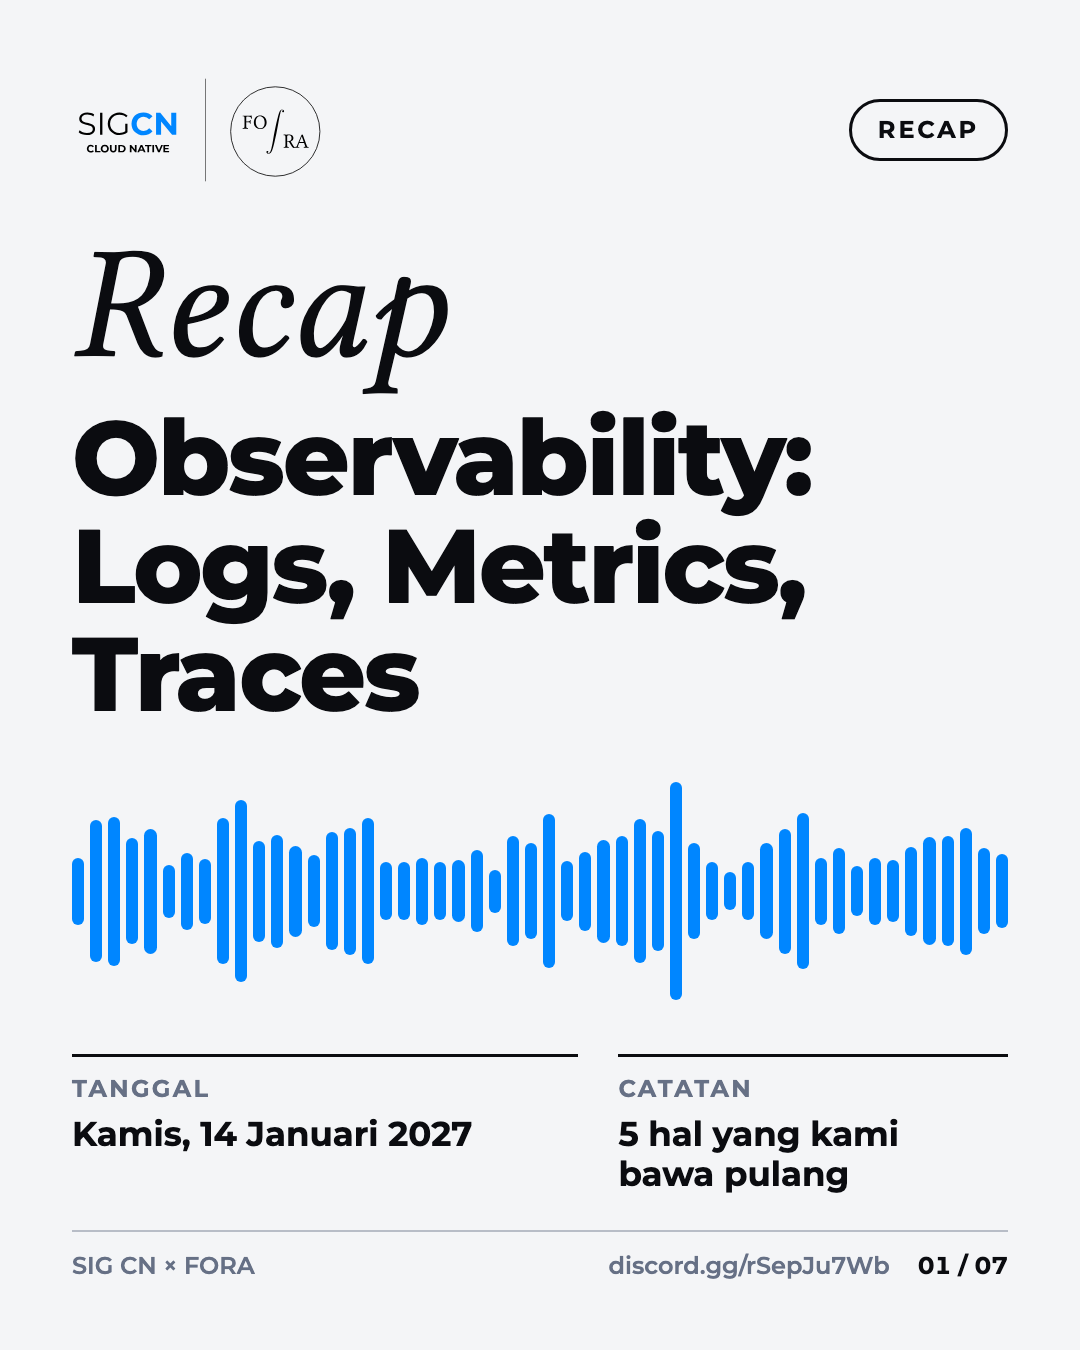 SIGCN
CLOUD NATIVE
FO
RA
RECAP
Recap
Observability:
Logs, Metrics,
Traces
TANGGAL
Kamis, 14 Januari 2027
CATATAN
5 hal yang kami
bawa pulang
SIG CN × FORA
discord.gg/rSepJu7Wb
01 / 07